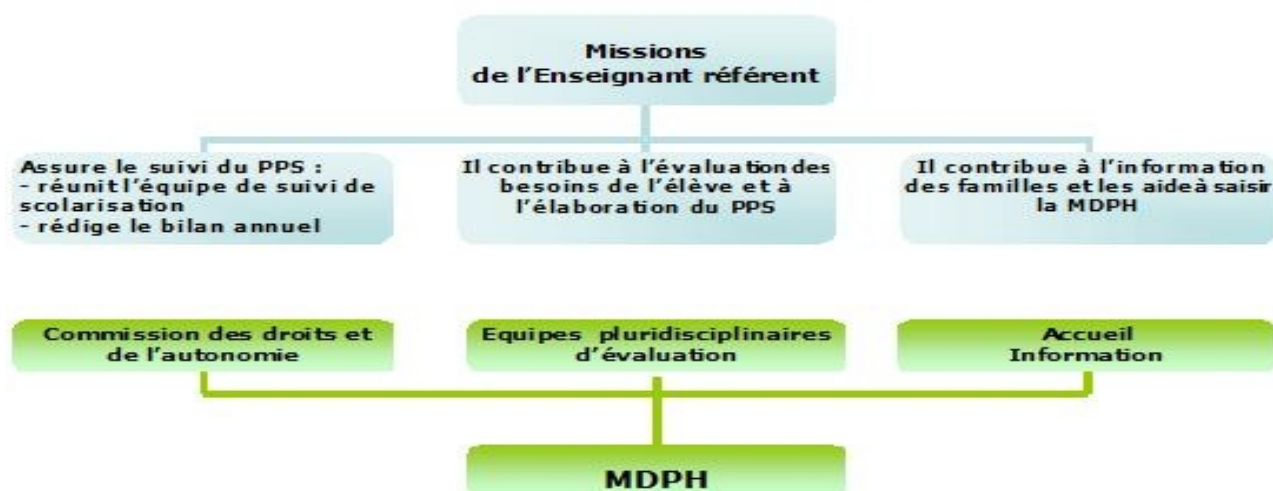 Missions
de l'Enseignant référent
Assure le suivi du PPS :
- réunit l'équipe de suivi de
scolarisation
- rédige le bilan annuel
Il contribue à l'évaluation des
besoins de l'élève et à
l'élaboration du PPS
Il contribue à l'information
des familles et les aide à saisir
la MDPH
Commission des droits et
de l'autonomie
Equipes pluridisciplinaires
d'évaluation
Accueil
Information
MDPH